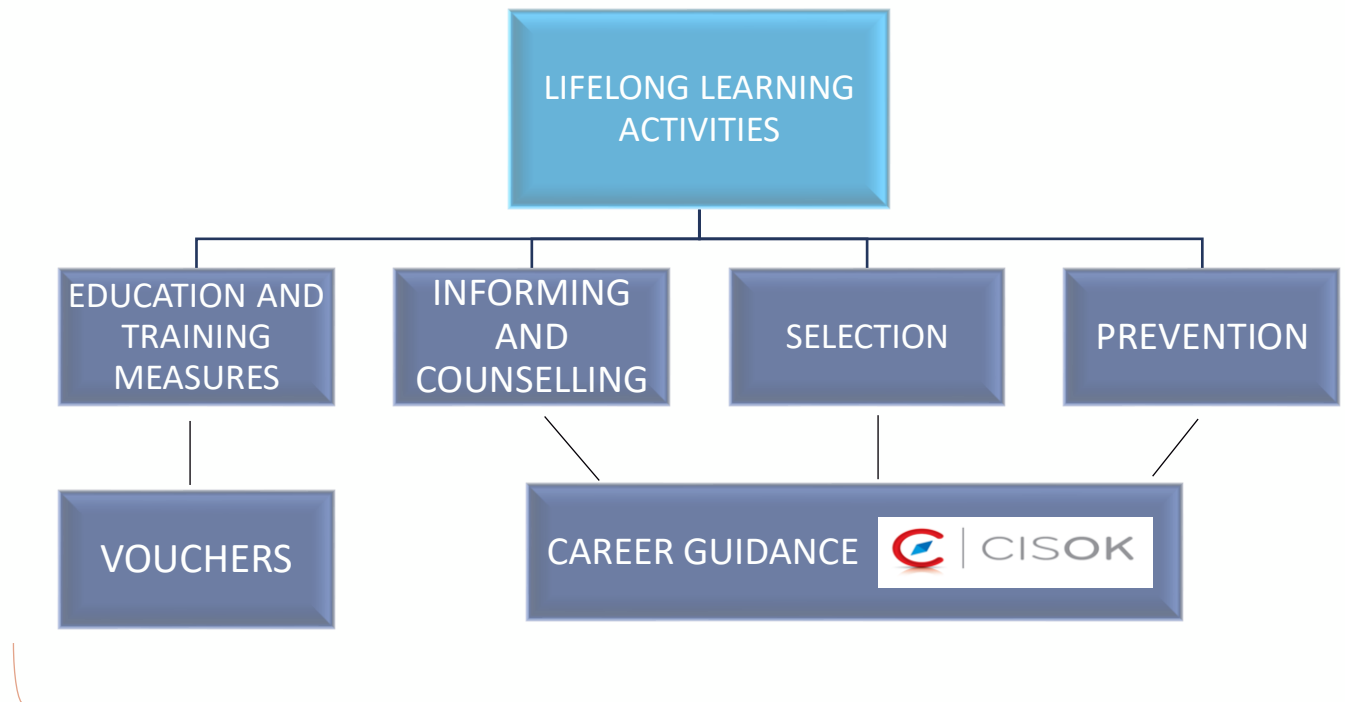 LIFELONG LEARNING
ACTIVITIES
EDUCATION AND
TRAINING
MEASURES
INFORMING
AND
COUNSELLING
SELECTION
PREVENTION
VOUCHERS
CAREER GUIDANCE
CISOK